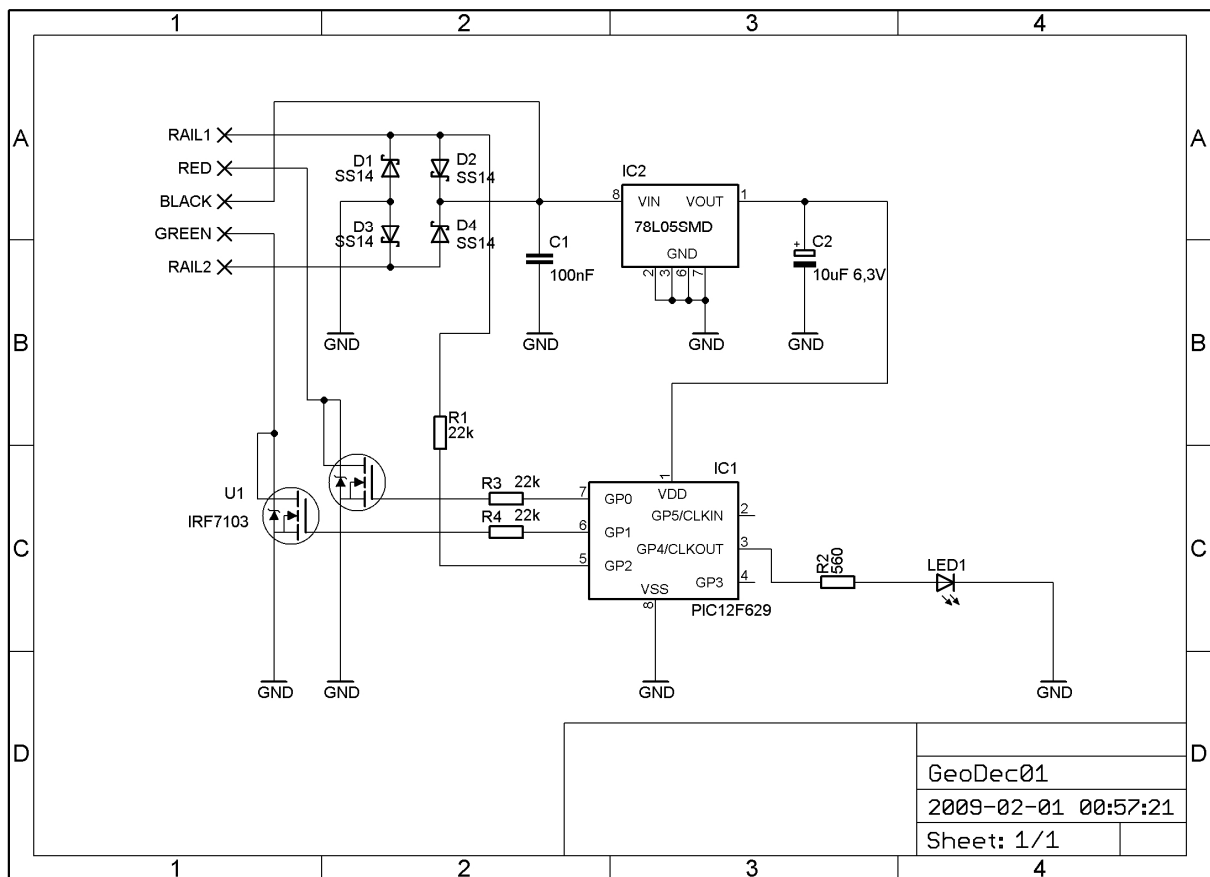 1 2 3 4
A A
RAIL1
RED
BLACK
GREEN
RAIL2
D1
SS14
D2
SS14
D3
SS14
D4
SS14
C1
100nF
IC2
8 VIN VOUT 1
78L05SMD
GND
2 3 6 7
+
C2
10uF 6,3V
GND
GND
GND
GND
B B
R1
22k
U1
IRF7103
R3 22k
R4 22k
IC1
1
VDD
7 GP0
6 GP1
5 GP2
GP5/CLKIN 2
GP4/CLKOUT 3
GP3 4
VSS
8
PIC12F629
R2
560
LED1
C C
GND
GND
GND
GND
D D
GeoDec01
2009-02-01 00:57:21
Sheet: 1/1
1 2 3 4